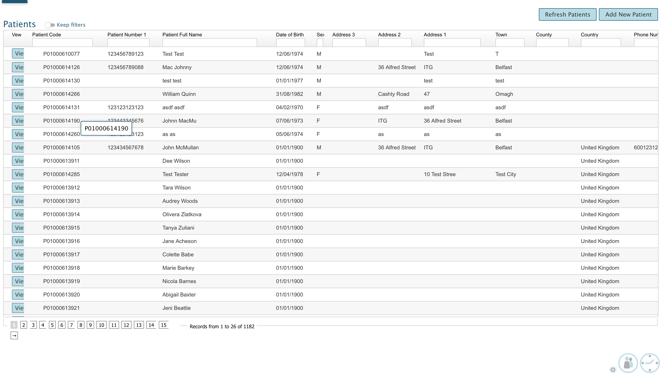 Refresh Patients Add New Patient
Patients Keep filters
Vew Patient Code Patient Number 1 Patient Full Name Date of Birth Sex Address 3 Address 2 Address 1 Town County Country Phone Nur
Vie P01000610077 123456789123 Test Test 12/06/1974 M Test T
Vie P01000614126 123456789088 Mac Johnny 12/06/1974 M 36 Alfred Street ITG Belfast
Vie P01000614130 test test 01/01/1977 M test test
Vie P01000614266 William Quinn 31/08/1982 M Cashty Road 47 Omagh
Vie P01000614131 123123123123 asdf asdf 04/02/1970 F asdf asdf asdf
Vie P01000614190 Johnn MacMu 07/06/1973 F ITG 36 Alfred Street Belfast
P01000614190
Vie as as 05/06/1974 F as as as
Vie P01000614105 123434567678 John McMullan 01/01/1900 M 36 Alfred Street ITG Belfast United Kingdom 60012312
Vie P01000613911 Dee Wilson 01/01/1900 United Kingdom
Vie P01000614285 Test Tester 12/04/1978 F 10 Test Stree Test City United Kingdom
Vie P01000613912 Tara Wilson 01/01/1900 United Kingdom
Vie P01000613913 Audrey Woods 01/01/1900 United Kingdom
Vie P01000613914 Olivera Zlatkova 01/01/1900 United Kingdom
Vie P01000613915 Tanya Zuliani 01/01/1900 United Kingdom
Vie P01000613916 Jane Acheson 01/01/1900 United Kingdom
Vie P01000613917 Colette Babe 01/01/1900 United Kingdom
Vie P01000613918 Marie Barkey 01/01/1900 United Kingdom
Vie P01000613919 Nicola Barnes 01/01/1900 United Kingdom
Vie P01000613920 Abigail Baxter 01/01/1900 United Kingdom
Vie P01000613921 Jeni Beattie 01/01/1900 United Kingdom
1 2 3 4 5 6 7 8 9 10 11 12 13 14 15 Records from 1 to 26 of 1182
→